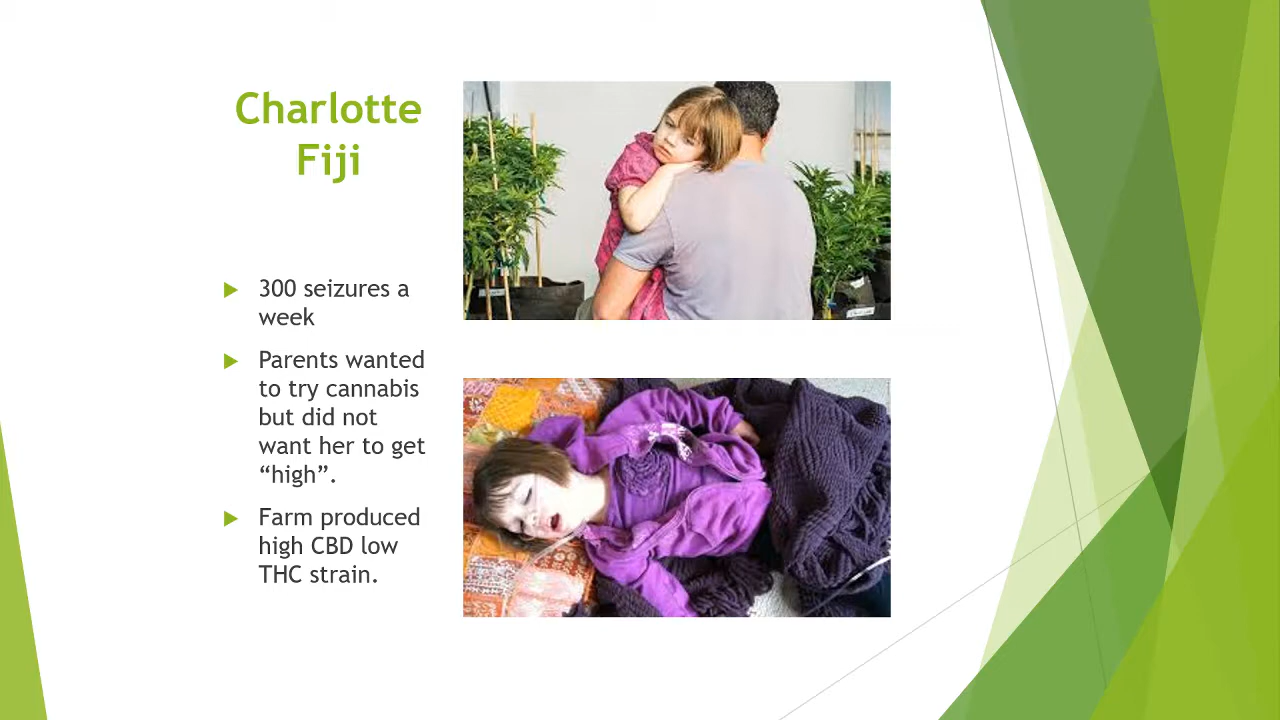 Charlotte
Fiji
300 seizures a
week
Parents wanted
to try cannabis
but did not
want her to get
“high”.
Farm produced
high CBD low
THC strain.